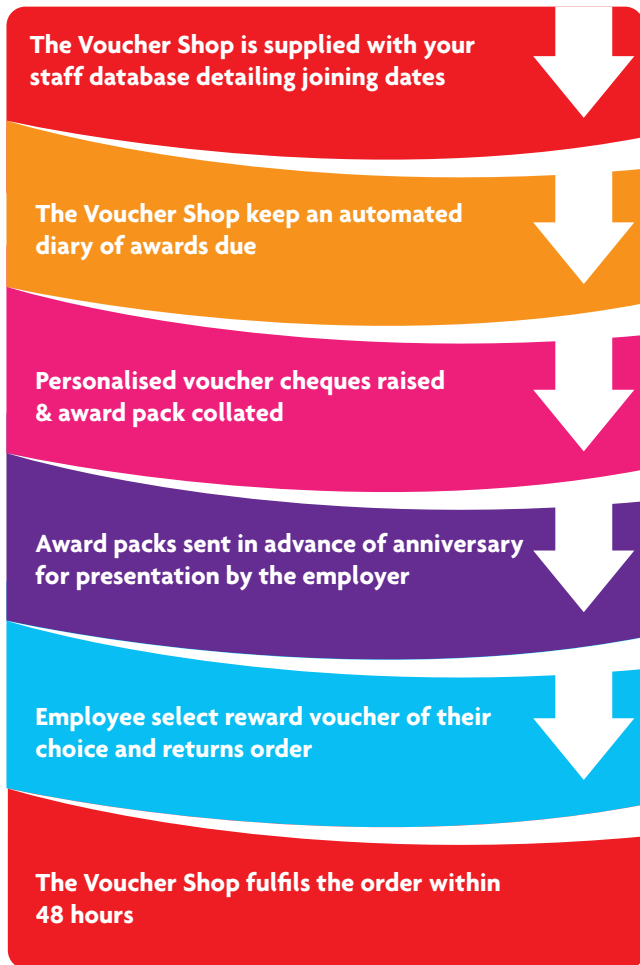 The Voucher Shop is supplied with your
staff database detailing joining dates
The Voucher Shop keep an automated
diary of awards due
Personalised voucher cheques raised
& award pack collated
Award packs sent in advance of anniversary
for presentation by the employer
Employee select reward voucher of their
choice and returns order
The Voucher Shop fulfils the order within
48 hours